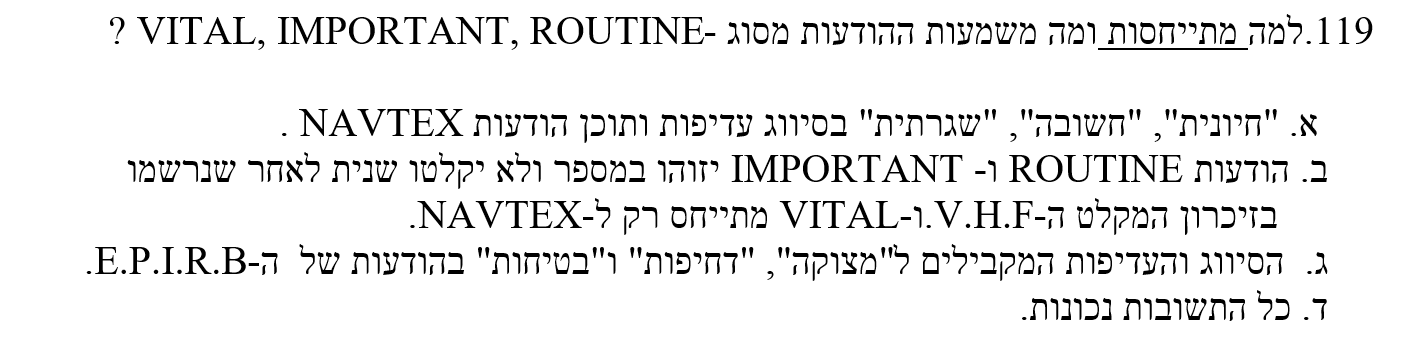 119.למה מתייחסות ומה משמעות ההודעות מסוג -VITAL, IMPORTANT, ROUTINE ?
א. "חיונית", "חשובה", "שגרתית" בסיווג עדיפות ותוכן הודעות NAVTEX .
ב. הודעות ROUTINE ו- IMPORTANT יזוהו במספר ולא יקלטו שנית לאחר שנרשמו
בזיכרון המקלט ה-V.H.F.ו-VITAL מתייחס רק ל-NAVTEX.
ג. הסיווג והעדיפות המקבילים ל"מצוקה", "דחיפות" ו"בטיחות" בהודעות של ה-E.P.I.R.B.
ד. כל התשובות נכונות.